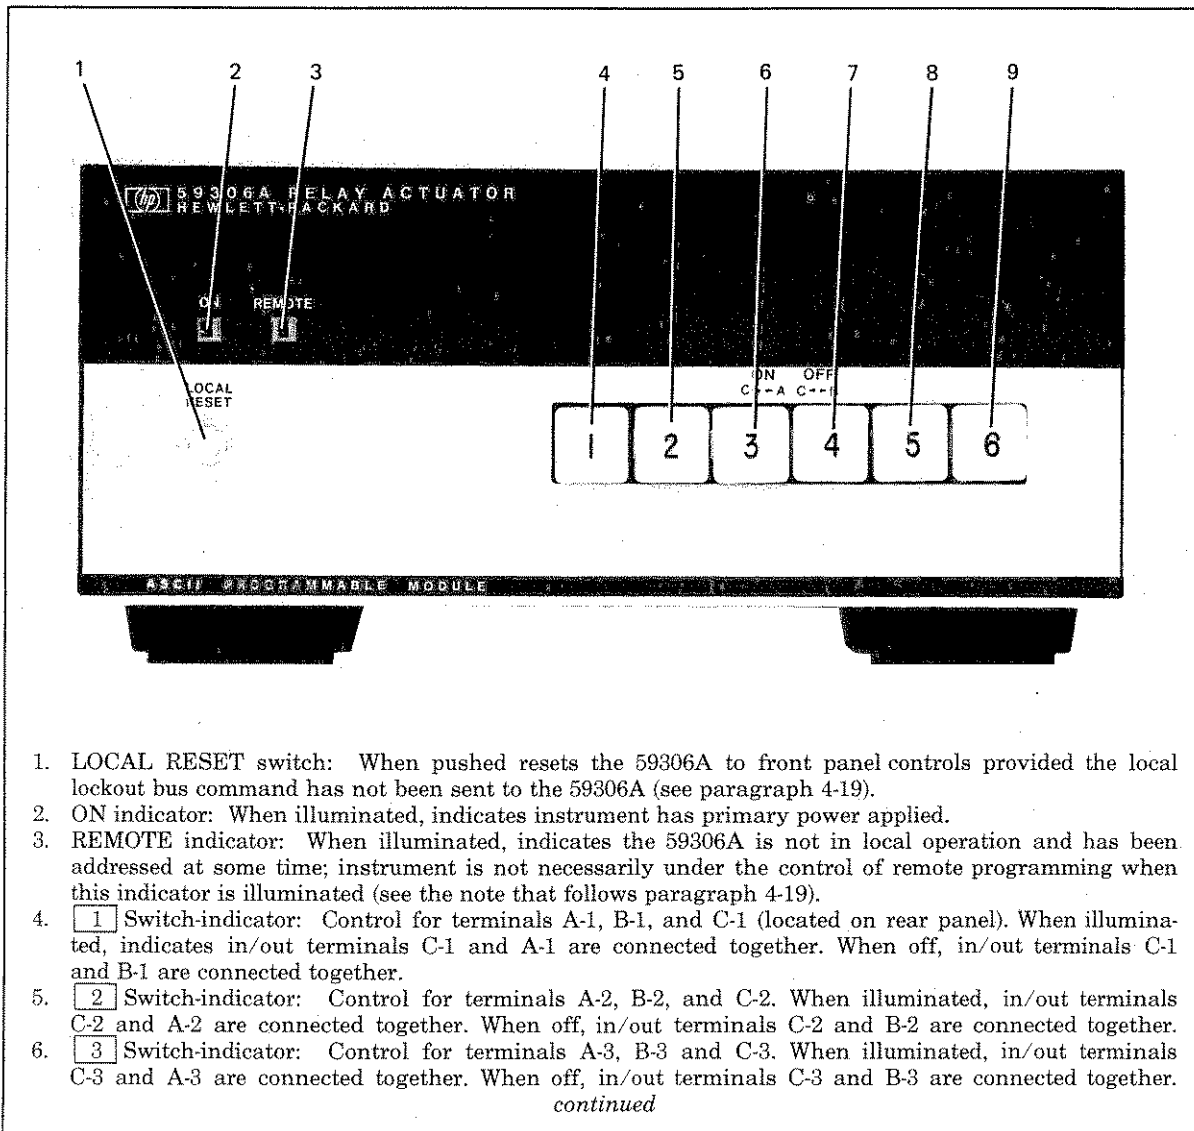 1 2 3 4 5 6 7 8 9
hp 59306A RELAY ACTUATOR
HEWLETT-PACKARD
ON REMOTE
LOCAL
RESET
ON OFF
C--A C--B
1 2 3 4 5 6
ASCII PROGRAMMABLE MODULE
1. LOCAL RESET switch: When pushed resets the 59306A to front panel controls provided the local
lockout bus command has not been sent to the 59306A (see paragraph 4-19).
2. ON indicator: When illuminated, indicates instrument has primary power applied.
3. REMOTE indicator: When illuminated, indicates the 59306A is not in local operation and has been
addressed at some time; instrument is not necessarily under the control of remote programming when
this indicator is illuminated (see the note that follows paragraph 4-19).
4. 1 Switch-indicator: Control for terminals A-1, B-1, and C-1 (located on rear panel). When illumina-
ted, indicates in/out terminals C-1 and A-1 are connected together. When off, in/out terminals C-1
and B-1 are connected together.
5. 2 Switch-indicator: Control for terminals A-2, B-2, and C-2. When illuminated, in/out terminals
C-2 and A-2 are connected together. When off, in/out terminals C-2 and B-2 are connected together.
6. 3 Switch-indicator: Control for terminals A-3, B-3 and C-3. When illuminated, in/out terminals
C-3 and A-3 are connected together. When off, in/out terminals C-3 and B-3 are connected together.
continued